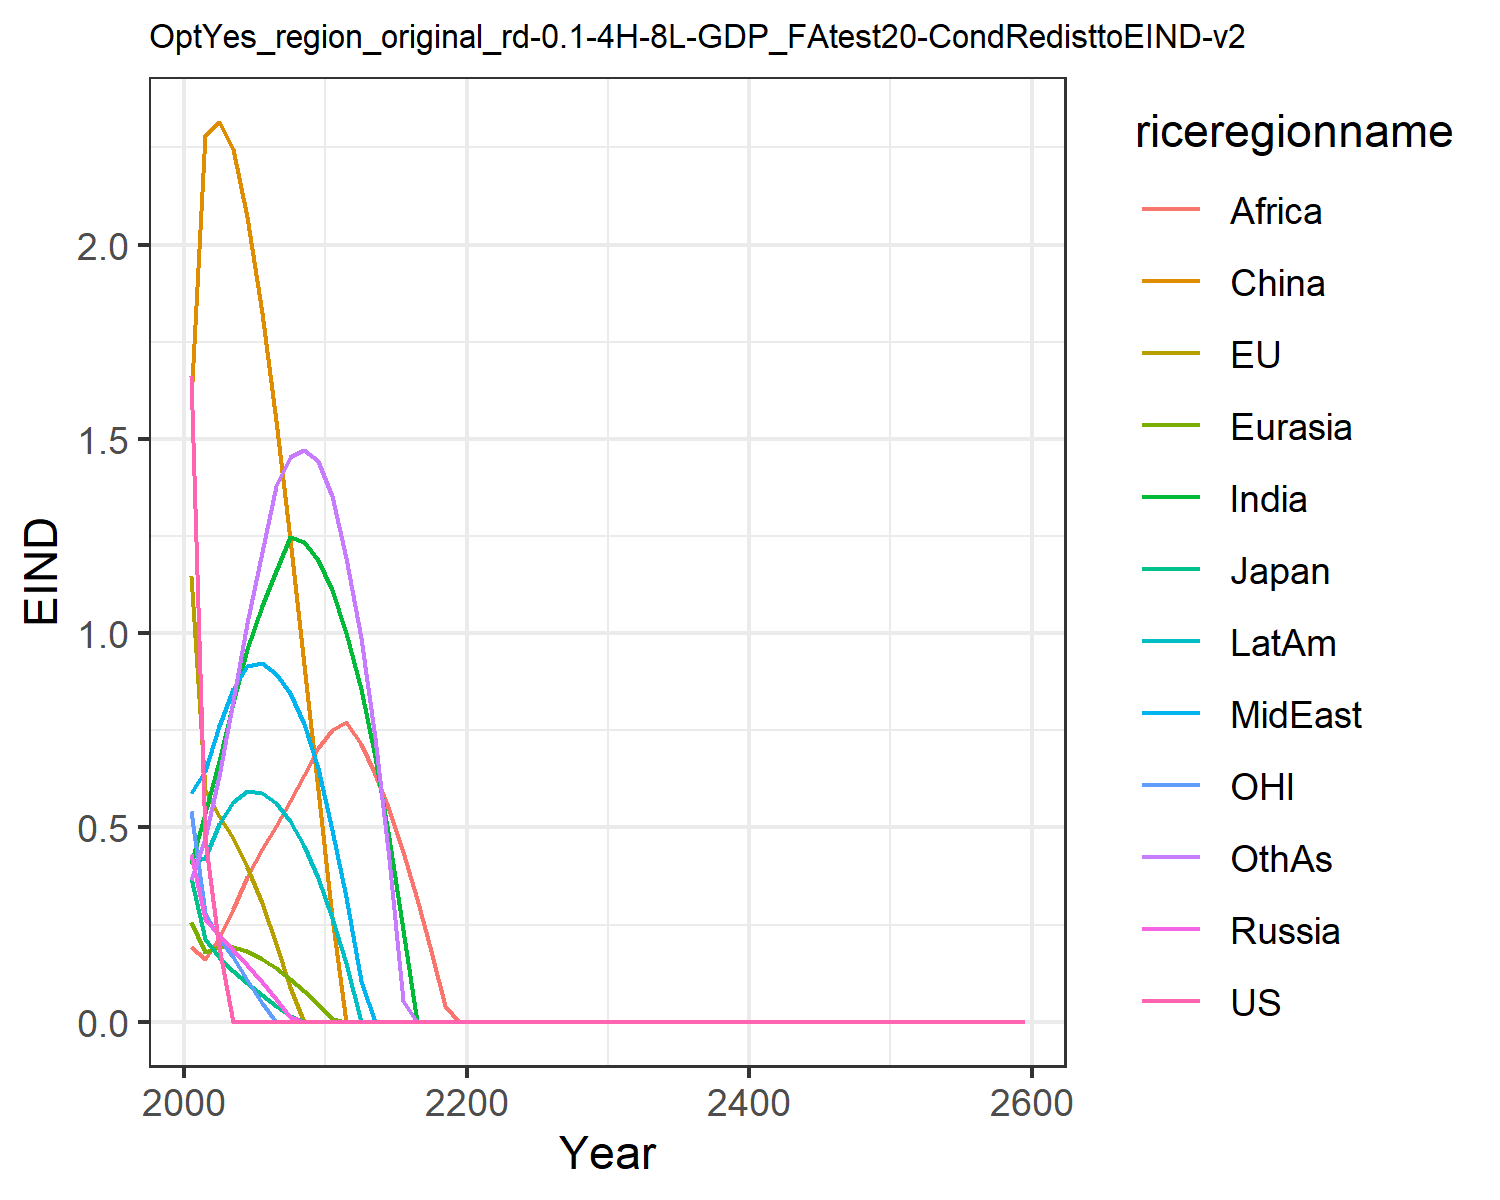 OptYes_region_original_rd-0.1-4H-8L-GDP_FAtest20-CondRedisttoEIND-v2
riceregionname
Africa
China
EU
Eurasia
India
Japan
LatAm
MidEast
OHI
OthAs
Russia
US
EIND
2.0
1.5
1.0
0.5
0.0
2000 2200 2400 2600
Year